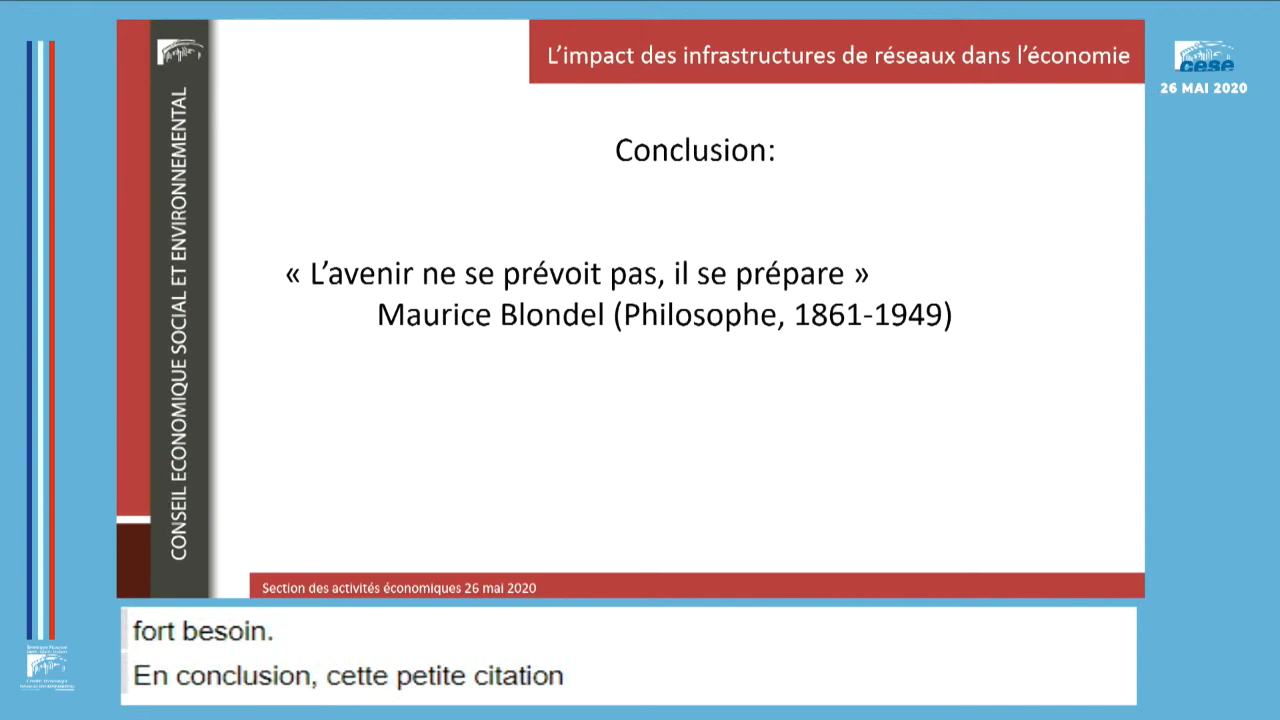 L'impact des infrastructures de réseaux dans l'économie
cese
26 MAI 2020
CONSEIL ECONOMIQUE SOCIAL ET ENVIRONNEMENTAL
Conclusion:
« L'avenir ne se prévoit pas, il se prépare »
Maurice Blondel (Philosophe, 1861-1949)
Section des activités économiques 26 mai 2020
fort besoin.
En conclusion, cette petite citation